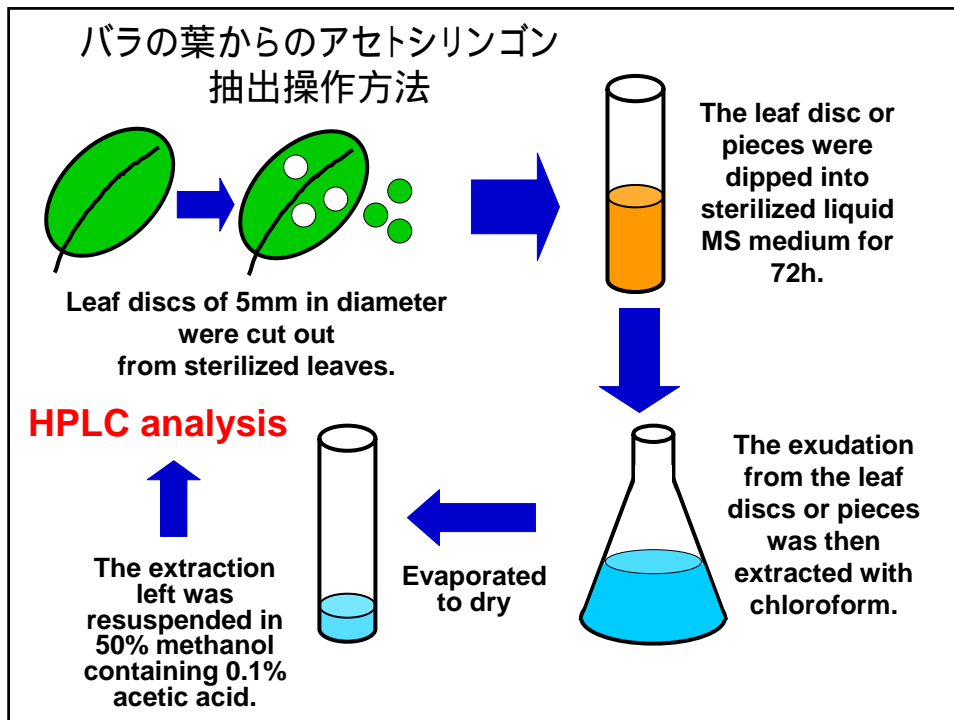 バラの葉からのアセトシリンゴン
抽出操作方法
Leaf discs of 5mm in diameter
were cut out
from sterilized leaves.
The leaf disc or
pieces were
dipped into
sterilized liquid
MS medium for
72h.
The exudation
from the leaf
discs or pieces
was then
extracted with
chloroform.
Evaporated
to dry
The extraction
left was
resuspended in
50% methanol
containing 0.1%
acetic acid.
HPLC analysis